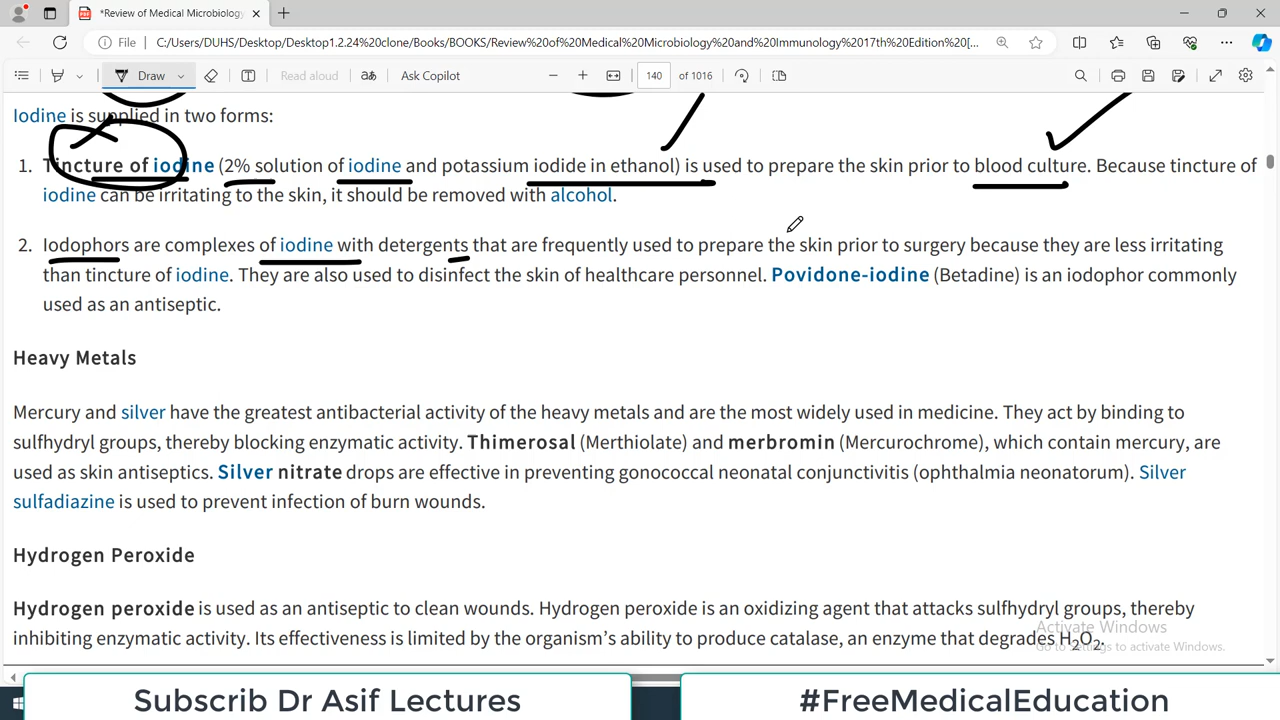 *Review of Medical Microbiology
File
C:/Users/DUHS/Desktop/Desktop1.2.24%20clone/Books/BOOKS/Review%20of%20Medical%20Microbiology%20and%20Immunology%2017th%20Edition%20[...
Draw
Read aloud
Ask Copilot
140 of 1016
Iodine is supplied in two forms:
1. Tincture of iodine (2% solution of iodine and potassium iodide in ethanol) is used to prepare the skin prior to blood culture. Because tincture of
iodine can be irritating to the skin, it should be removed with alcohol.
2. Iodophors are complexes of iodine with detergents that are frequently used to prepare the skin prior to surgery because they are less irritating
than tincture of iodine. They are also used to disinfect the skin of healthcare personnel. Povidone-iodine (Betadine) is an iodophor commonly
used as an antiseptic.
Heavy Metals
Mercury and silver have the greatest antibacterial activity of the heavy metals and are the most widely used in medicine. They act by binding to
sulfhydryl groups, thereby blocking enzymatic activity. Thimerosal (Merthiolate) and merbromin (Mercurochrome), which contain mercury, are
used as skin antiseptics. Silver nitrate drops are effective in preventing gonococcal neonatal conjunctivitis (ophthalmia neonatorum). Silver
sulfadiazine is used to prevent infection of burn wounds.
Hydrogen Peroxide
Hydrogen peroxide is used as an antiseptic to clean wounds. Hydrogen peroxide is an oxidizing agent that attacks sulfhydryl groups, thereby
inhibiting enzymatic activity. Its effectiveness is limited by the organism's ability to produce catalase, an enzyme that degrades H₂O₂.
Activate Windows
Go to Settings to activate Windows.
Subscrib Dr Asif Lectures
#FreeMedicalEducation